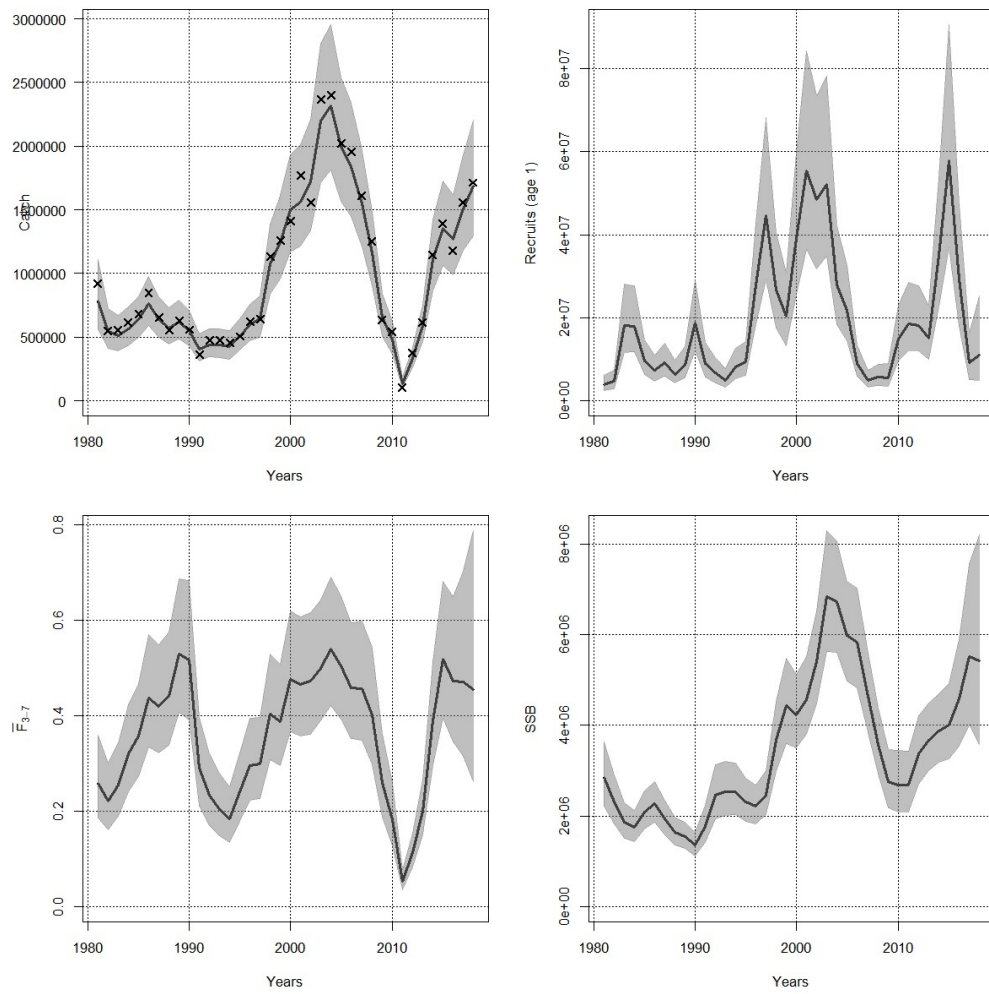 3000000
2500000
2000000
1500000
1000000
500000
0
Catch
1980 1990 2000 2010
Years
8e+07
6e+07
4e+07
2e+07
0e+00
Recruits (age 1)
1980 1990 2000 2010
Years
0.8
0.6
0.4
0.2
0.0
F̅3−7
1980 1990 2000 2010
Years
8e+06
6e+06
4e+06
2e+06
0e+00
SSB
1980 1990 2000 2010
Years